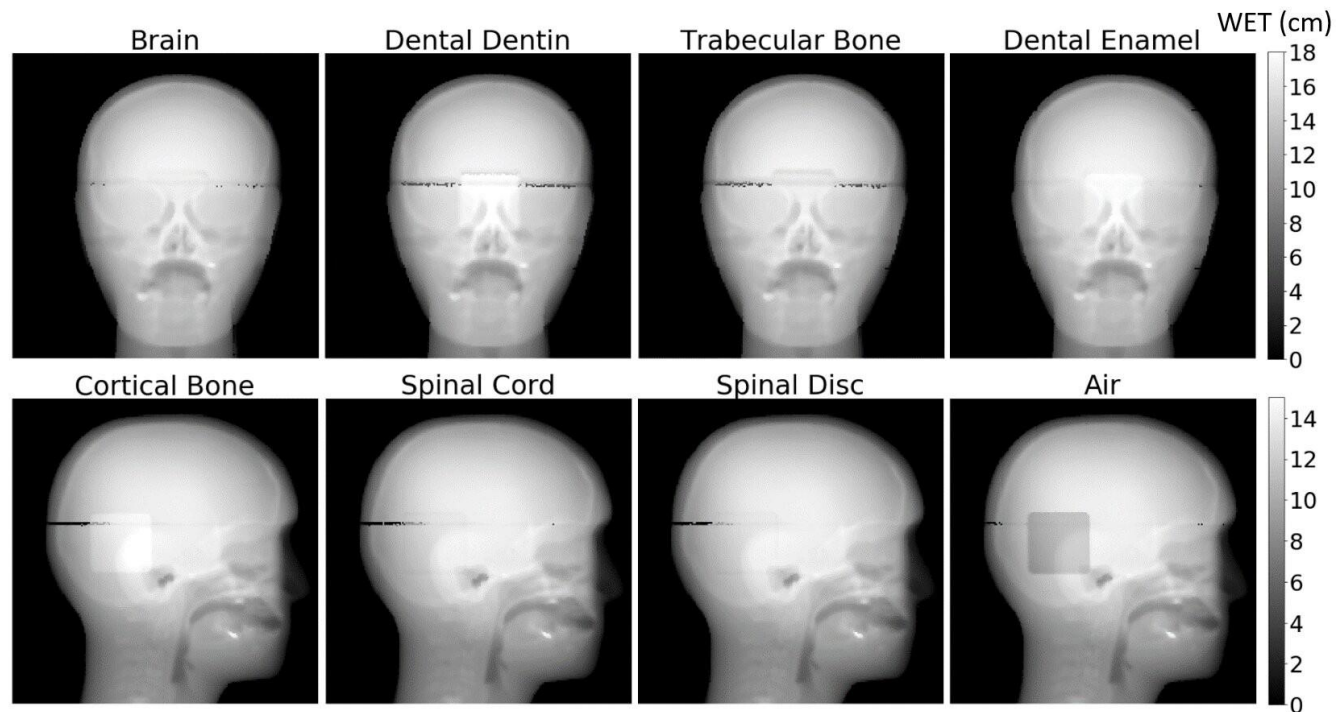 WET (cm)
Brain
Dental Dentin
Trabecular Bone
Dental Enamel
18
16
14
12
10
8
6
4
2
0
Cortical Bone
Spinal Cord
Spinal Disc
Air
14
12
10
8
6
4
2
0